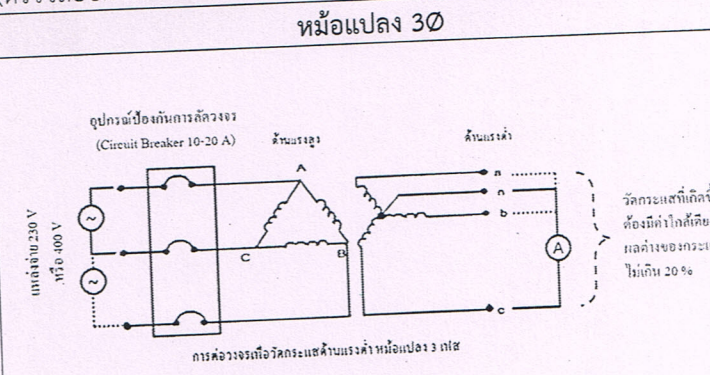 หม้อแปลง 3Ø
อุปกรณ์ป้องกันการลัดวงจร
(Circuit Breaker 10-20 A)
ด้านแรงสูง
ด้านแรงต่ำ
A
a
n
b
C
B
A
c
~
~
แหล่งจ่าย 230 V
หรือ 400 V
วัดกระแสที่เกิด
ต้องมีค่าใกล้เคีย
ผลต่างของกระแ
ไม่เกิน 20 %
การต่อวงจรเพื่อวัดกระแสด้านแรงต่ำ หม้อแปลง 3 เฟส